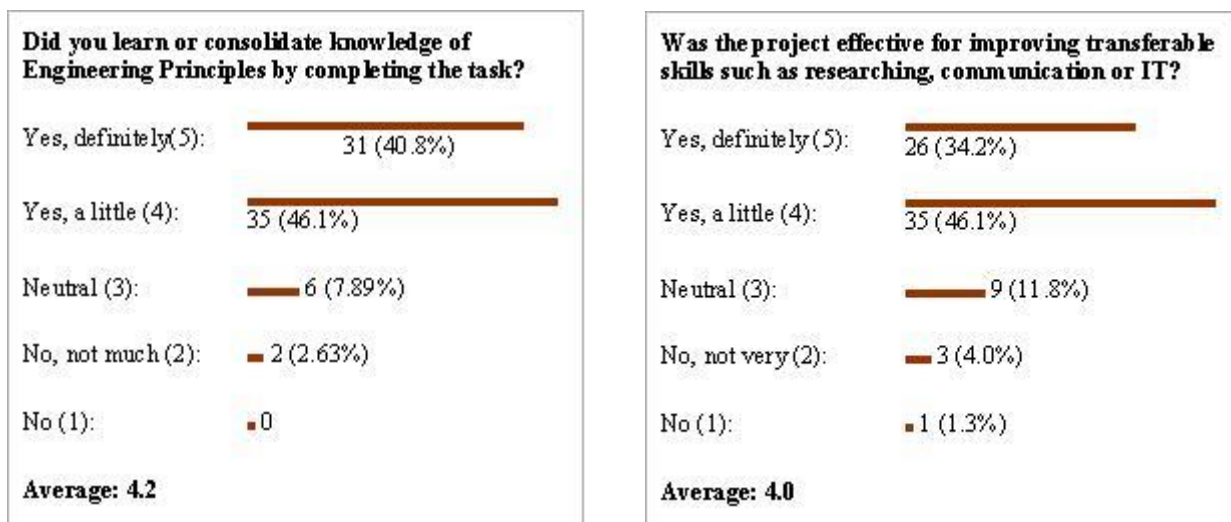 Did you learn or consolidate knowledge of
Engineering Principles by completing the task?
Yes, definitely(5):
31 (40.8%)
Yes, a little (4):
35 (46.1%)
Neutral (3):
6 (7.89%)
No, not much (2):
2 (2.63%)
No (1):
0
Average: 4.2
Was the project effective for improving transferable
skills such as researching, communication or IT?
Yes, definitely (5):
26 (34.2%)
Yes, a little (4):
35 (46.1%)
Neutral (3):
9 (11.8%)
No, not very (2):
3 (4.0%)
No (1):
1 (1.3%)
Average: 4.0